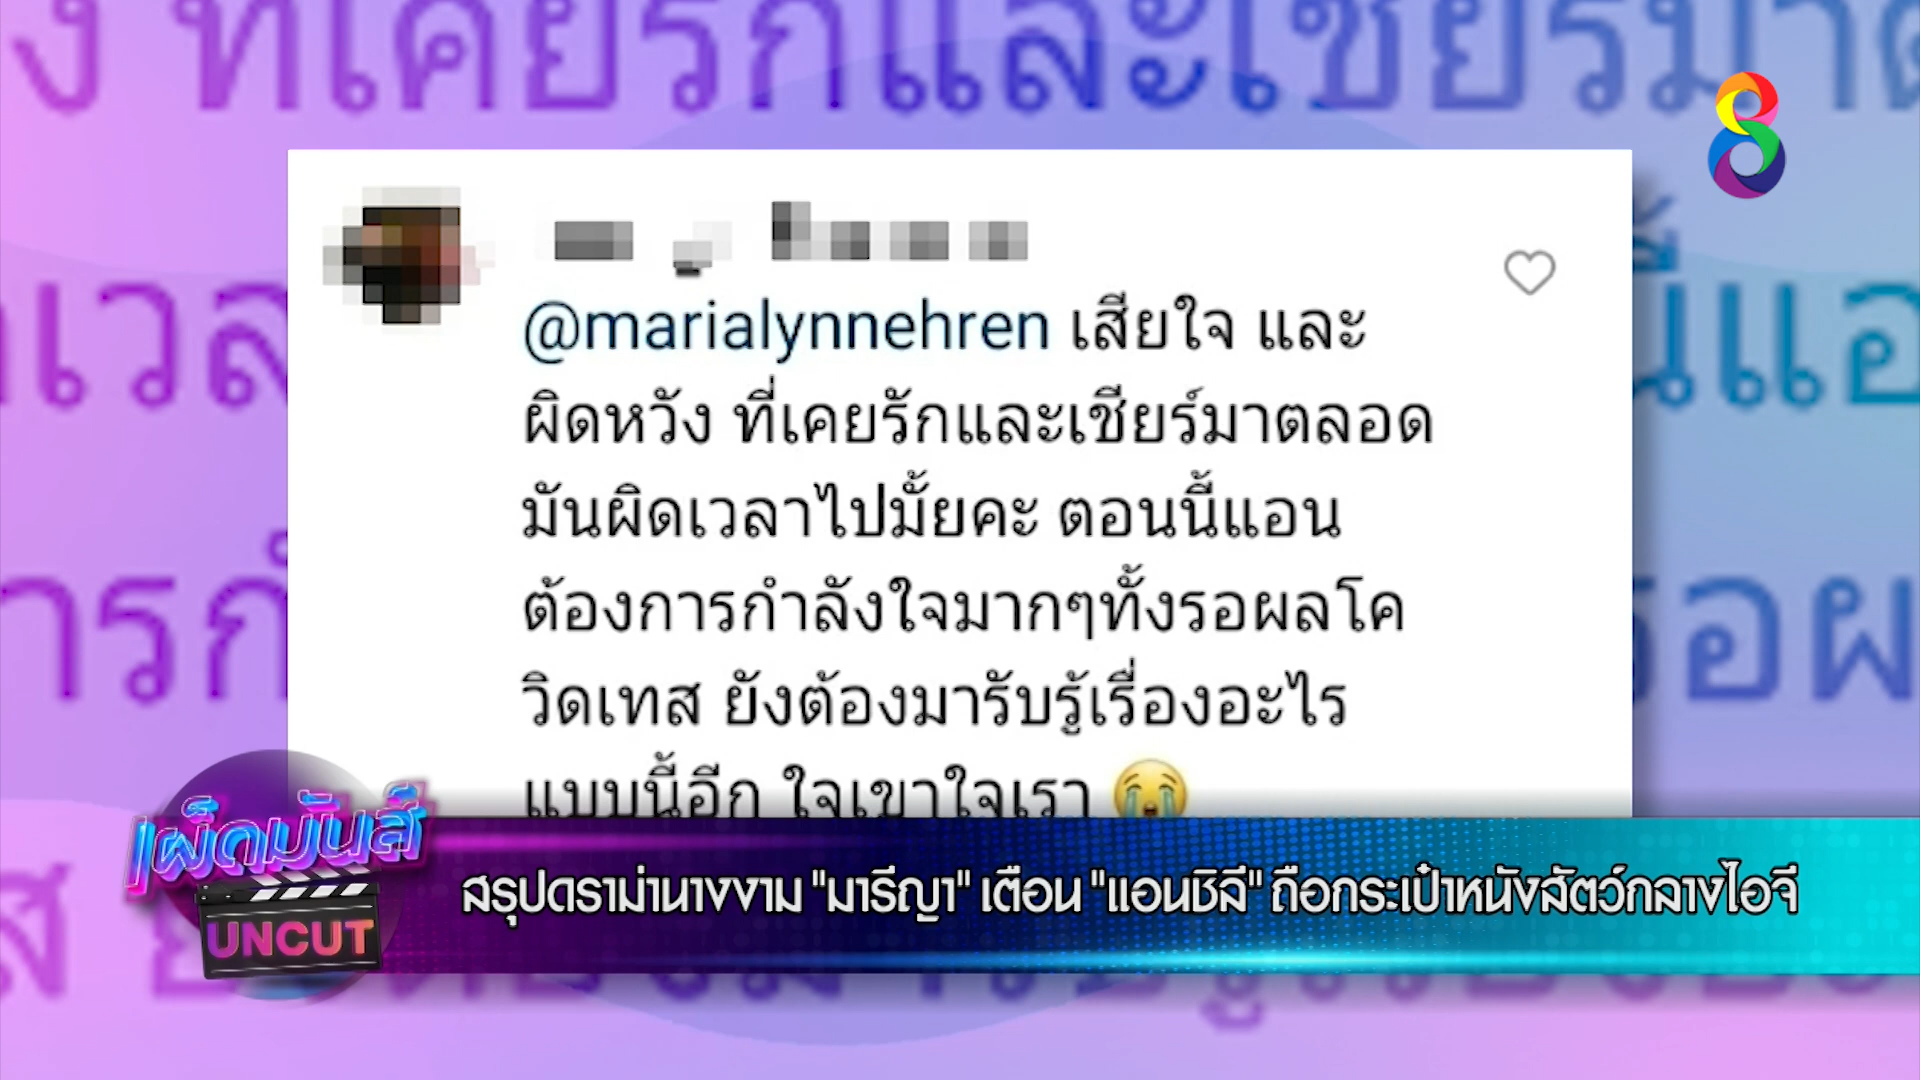 @marialynnehren เสียใจ และ
ผิดหวัง ที่เคยรักและเชียร์มาตลอด
มันผิดเวลาไปมั้ยคะ ตอนนี้แอน
ต้องการกำลังใจมากๆทั้งรอผลโค
วิดเทส ยังต้องมารับรู้เรื่องอะไร
แบบนี้อีก ใจเขาใจเรา 😭
เผ็ดมันส์
UNCUT
สรุปดราม่านางงาม "มารีญา" เตือน "แอนชิลี" ถือกระเป๋าหนังสัตว์กลางไอจี
8